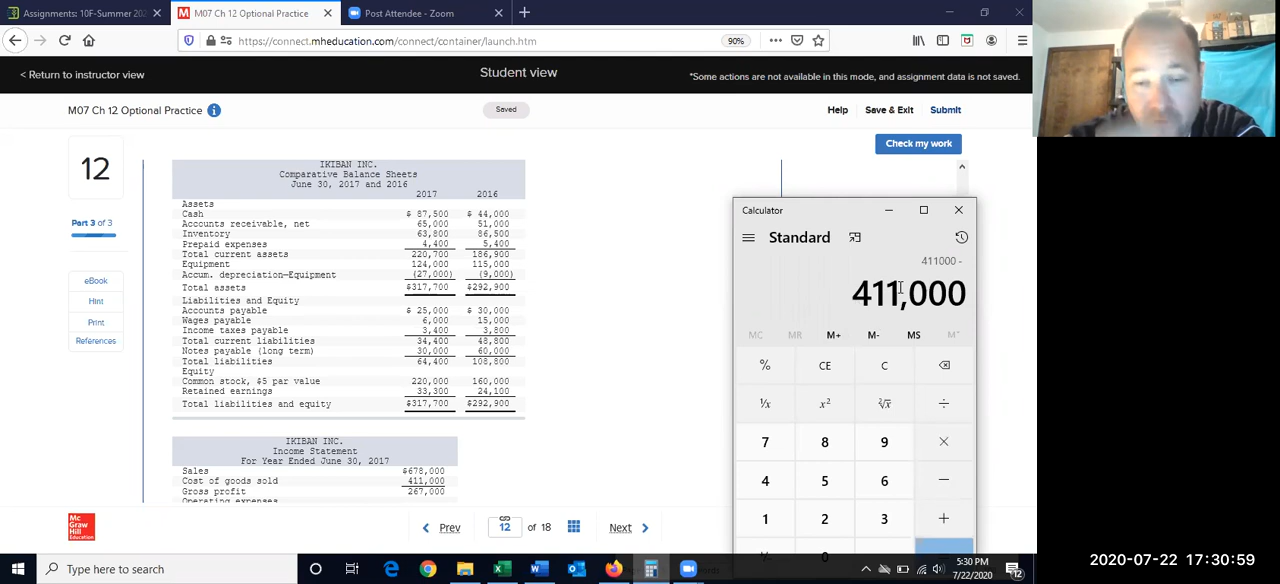 Assignments: 10F-Summer 202
M07 Ch 12 Optional Practice
Post Attendee - Zoom
https://connect.mheducation.com/connect/container/launch.htm
90%
< Return to instructor view
Student view
*Some actions are not available in this mode, and assignment data is not saved.
M07 Ch 12 Optional Practice
Saved
Help
Save & Exit
Submit
Check my work
12
Part 3 of 3
eBook
Hint
Print
References
IKIBAN INC.
Comparative Balance Sheets
June 30, 2017 and 2016
2017 2016
Assets
Cash $ 87,500 $ 44,000
Accounts receivable, net 65,000 51,000
Inventory 63,800 86,500
Prepaid expenses 4,400 5,400
Total current assets 220,700 186,900
Equipment 124,000 115,000
Accum. depreciation—Equipment (27,000) (9,000)
Total assets $317,700 $292,900
Liabilities and Equity
Accounts payable $ 25,000 $ 30,000
Wages payable 6,000 15,000
Income taxes payable 3,400 3,800
Total current liabilities 34,400 48,800
Notes payable (long term) 30,000 60,000
Total liabilities 64,400 108,800
Equity
Common stock, $5 par value 220,000 160,000
Retained earnings 33,300 24,100
Total liabilities and equity $317,700 $292,900
IKIBAN INC.
Income Statement
For Year Ended June 30, 2017
Sales $678,000
Cost of goods sold 411,000
Gross profit 267,000
Operating expenses
Calculator
Standard
411000 -
411,000
MC MR M+ M- MS M˅
% CE C
⅟x x² ²√x ÷
7 8 9 ×
4 5 6 −
1 2 3 +
0
Mc
Graw
Hill
Education
Prev
12 of 18
Next
Type here to search
5:30 PM
7/22/2020
12
2020-07-22 17:30:59